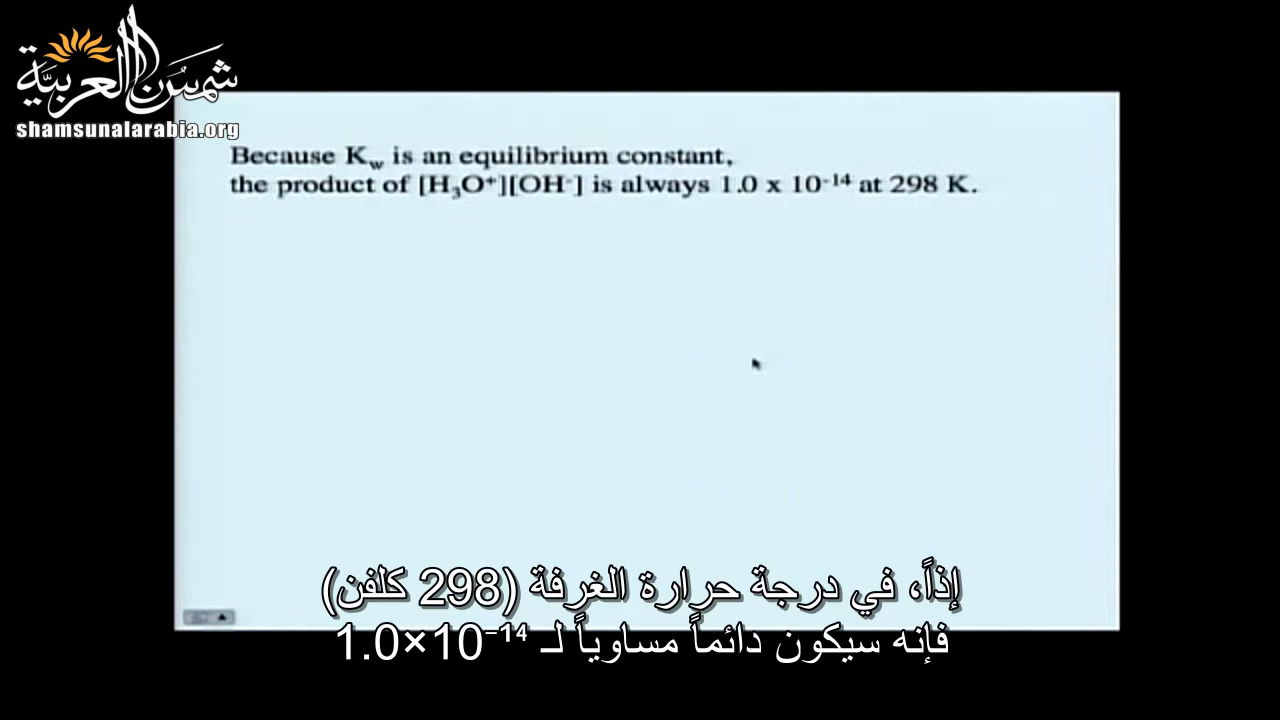 شمس العربية
shamsunalarabia.org
Because K_w is an equilibrium constant,
the product of [H₃O⁺][OH⁻] is always 1.0 x 10⁻¹⁴ at 298 K.
إذاً، في درجة حرارة الغرفة (298 كلفن)
فإنه سيكون دائماً مساوياً لـ 1.0×10⁻¹⁴